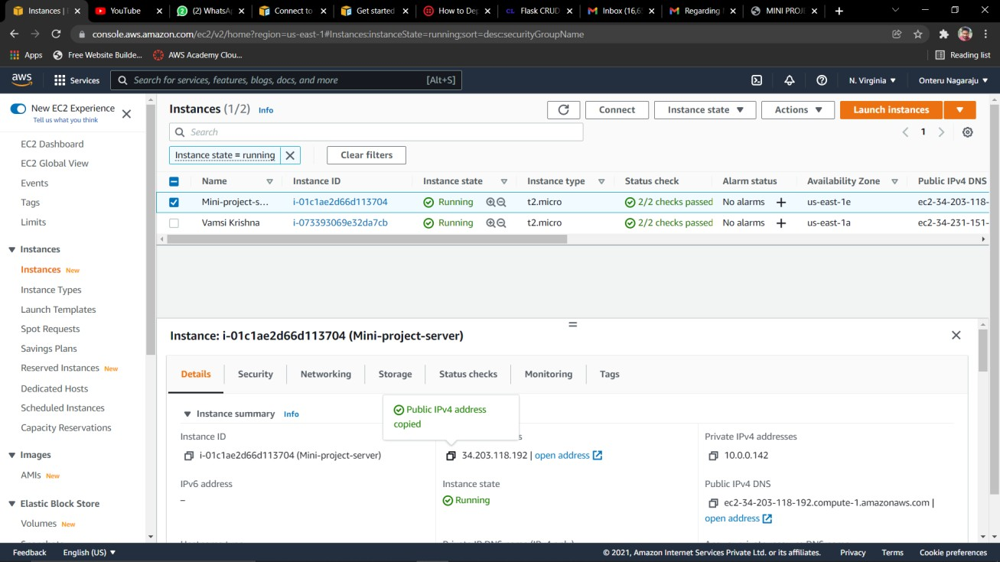 Instances |
YouTube
(2) WhatsA
Connect to
Get started
How to De
CL Flask CRUD
Inbox (16,6
Regarding
MINI PROJ
console.aws.amazon.com/ec2/v2/home?region=us-east-1#Instances:instanceState=running;sort=desc:securityGroupName
Apps
Free Website Builde...
AWS Academy Clou...
Reading list
aws
Services
Search for services, features, blogs, docs, and more
[Alt+S]
N. Virginia
Onteru Nagaraju
New EC2 Experience
Tell us what you think
EC2 Dashboard
EC2 Global View
Events
Tags
Limits
Instances
Instances New
Instance Types
Launch Templates
Spot Requests
Savings Plans
Reserved Instances New
Dedicated Hosts
Scheduled Instances
Capacity Reservations
Images
AMIs New
Elastic Block Store
Volumes New
Instances (1/2) Info
Connect
Instance state
Actions
Launch instances
Search
1
Instance state = running
Clear filters
Name Instance ID Instance state Instance type Status check Alarm status Availability Zone Public IPv4 DNS
Mini-project-s... i-01c1ae2d66d113704 Running t2.micro 2/2 checks passed No alarms us-east-1e ec2-34-203-118-
Vamsi Krishna i-073393069e32da7cb Running t2.micro 2/2 checks passed No alarms us-east-1a ec2-34-231-151-
Instance: i-01c1ae2d66d113704 (Mini-project-server)
Details Security Networking Storage Status checks Monitoring Tags
Public IPv4 address
copied
Instance summary Info
Instance ID
i-01c1ae2d66d113704 (Mini-project-server)
34.203.118.192 | open address
Private IPv4 addresses
10.0.0.142
IPv6 address
–
Instance state
Running
Public IPv4 DNS
ec2-34-203-118-192.compute-1.amazonaws.com |
open address
Feedback
English (US)
© 2021, Amazon Internet Services Private Ltd. or its affiliates.
Privacy
Terms
Cookie preferences